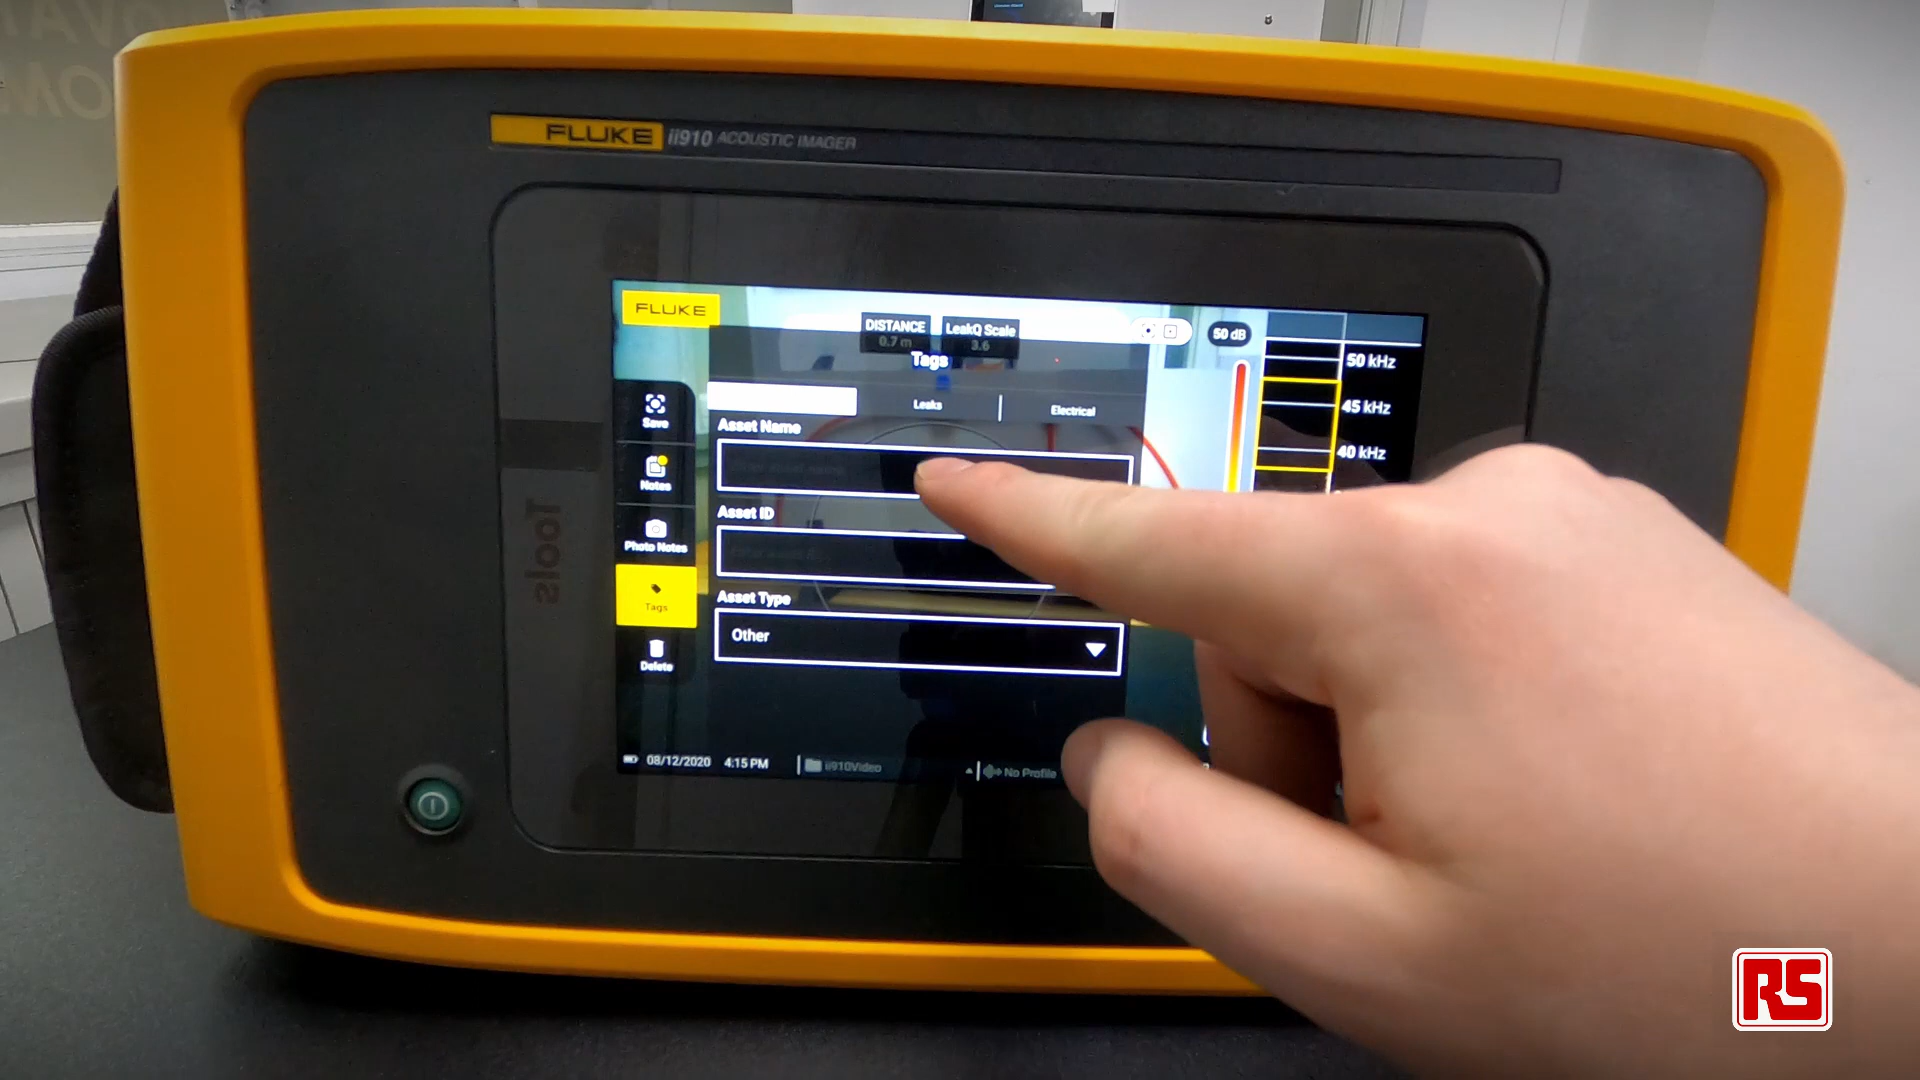 FLUKE ii910 ACOUSTIC IMAGER
FLUKE
DISTANCE
0.7 m
LeakQ Scale
3.6
50 dB
Tags
Leaks
Electrical
50 kHz
45 kHz
40 kHz
Save
Notes
Photo Notes
Tags
Delete
Asset Name
Asset ID
Asset Type
Other
08/12/2020 4:15 PM
ii910Video
No Profile
Tools
RS